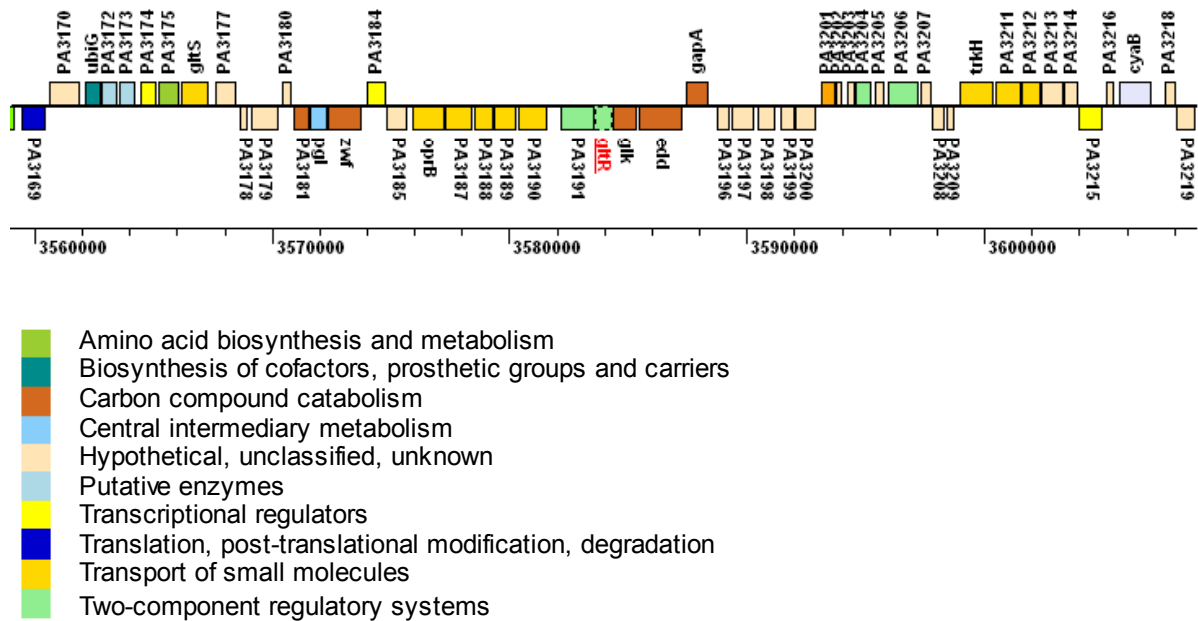 PA3170
ubiG
PA3172
PA3173
PA3174
PA3175
gltS
PA3177
PA3180
PA3184
gapA
PA3201
PA3202
PA3203
PA3204
PA3205
PA3206
PA3207
trkH
PA3211
PA3212
PA3213
PA3214
PA3216
cyaB
PA3218
PA3169
PA3178
PA3179
PA3181
pgl
zwf
PA3185
oprB
PA3187
PA3188
PA3189
PA3190
PA3191
gltR
glk
edd
PA3196
PA3197
PA3198
PA3199
PA3200
PA3208
PA3209
PA3215
PA3219
3560000 3570000 3580000 3590000 3600000
Amino acid biosynthesis and metabolism
Biosynthesis of cofactors, prosthetic groups and carriers
Carbon compound catabolism
Central intermediary metabolism
Hypothetical, unclassified, unknown
Putative enzymes
Transcriptional regulators
Translation, post-translational modification, degradation
Transport of small molecules
Two-component regulatory systems